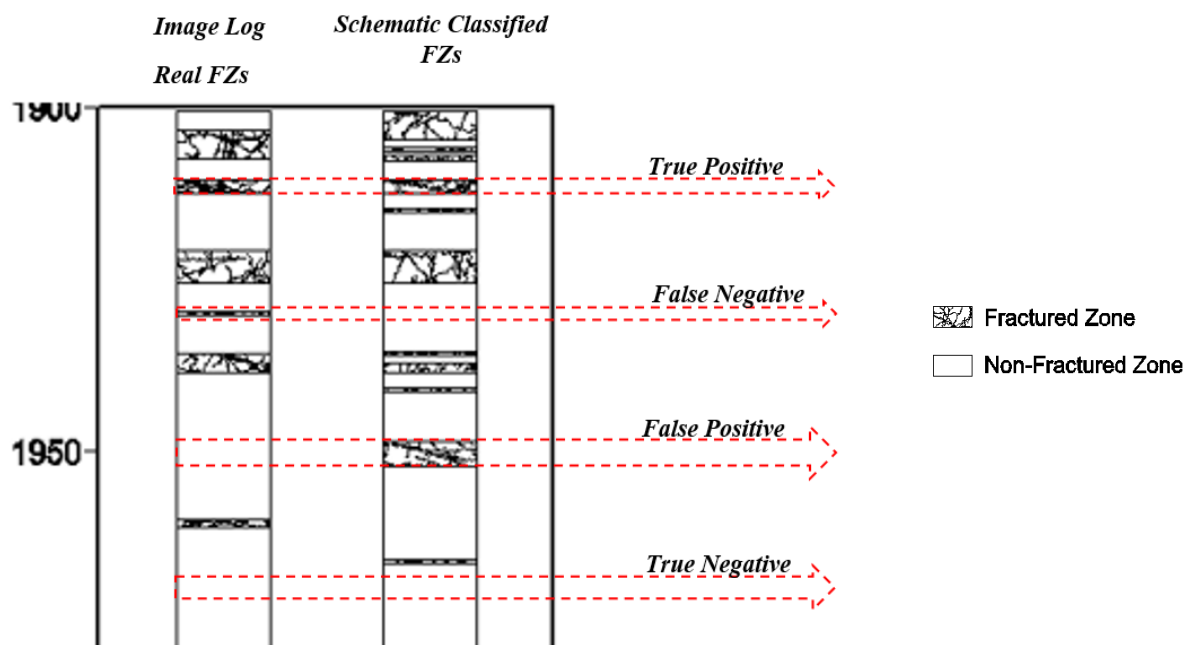 Image Log
Real FZs
Schematic Classified
FZs
1900
True Positive
False Negative
Fractured Zone
Non-Fractured Zone
False Positive
1950
True Negative